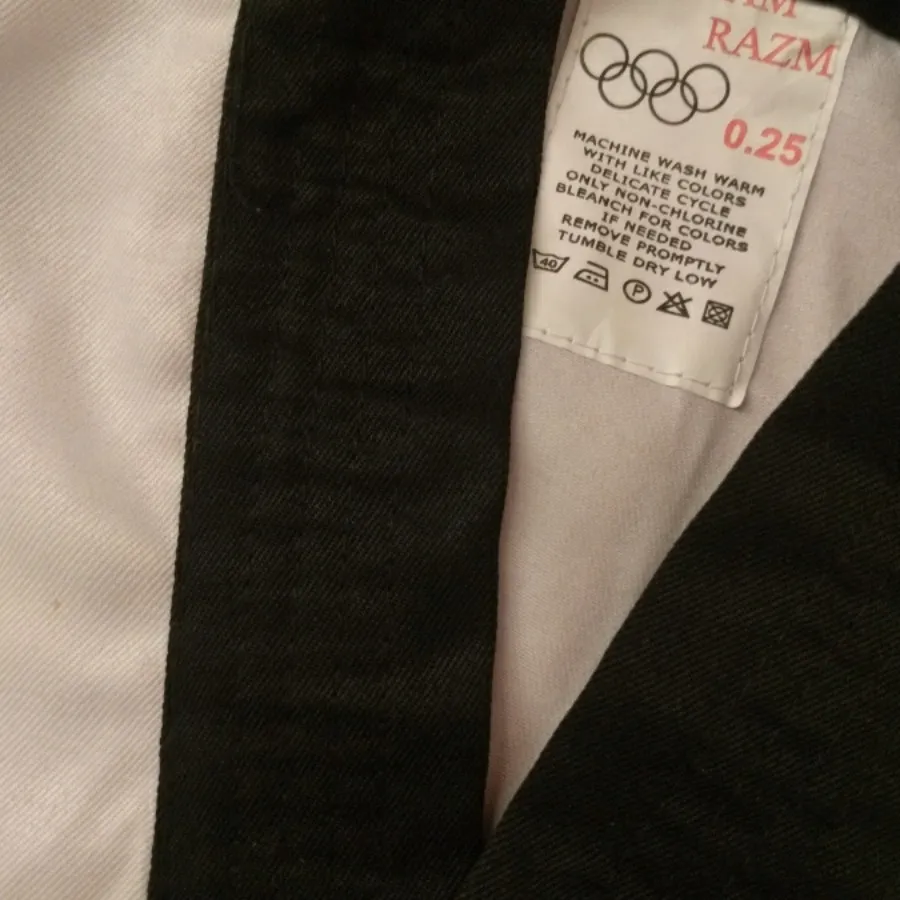 RAZM
0.25
MACHINE WASH WARM
WITH LIKE COLORS
DELICATE CYCLE
ONLY NON-CHLORINE
BLEANCH FOR COLORS
IF NEEDED
REMOVE PROMPTLY
TUMBLE DRY LOW
40
P